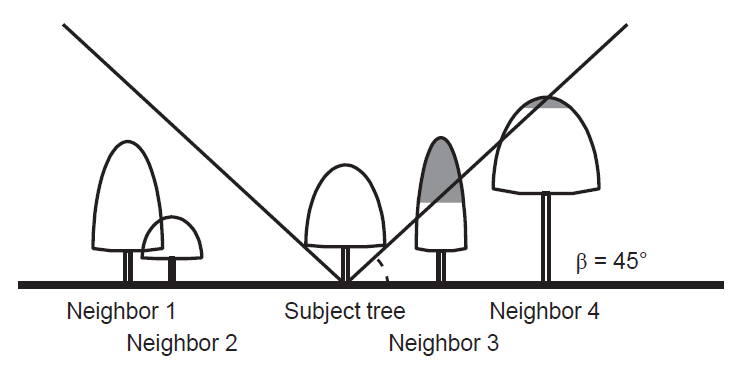 β = 45°
Neighbor 1
Subject tree
Neighbor 4
Neighbor 2
Neighbor 3